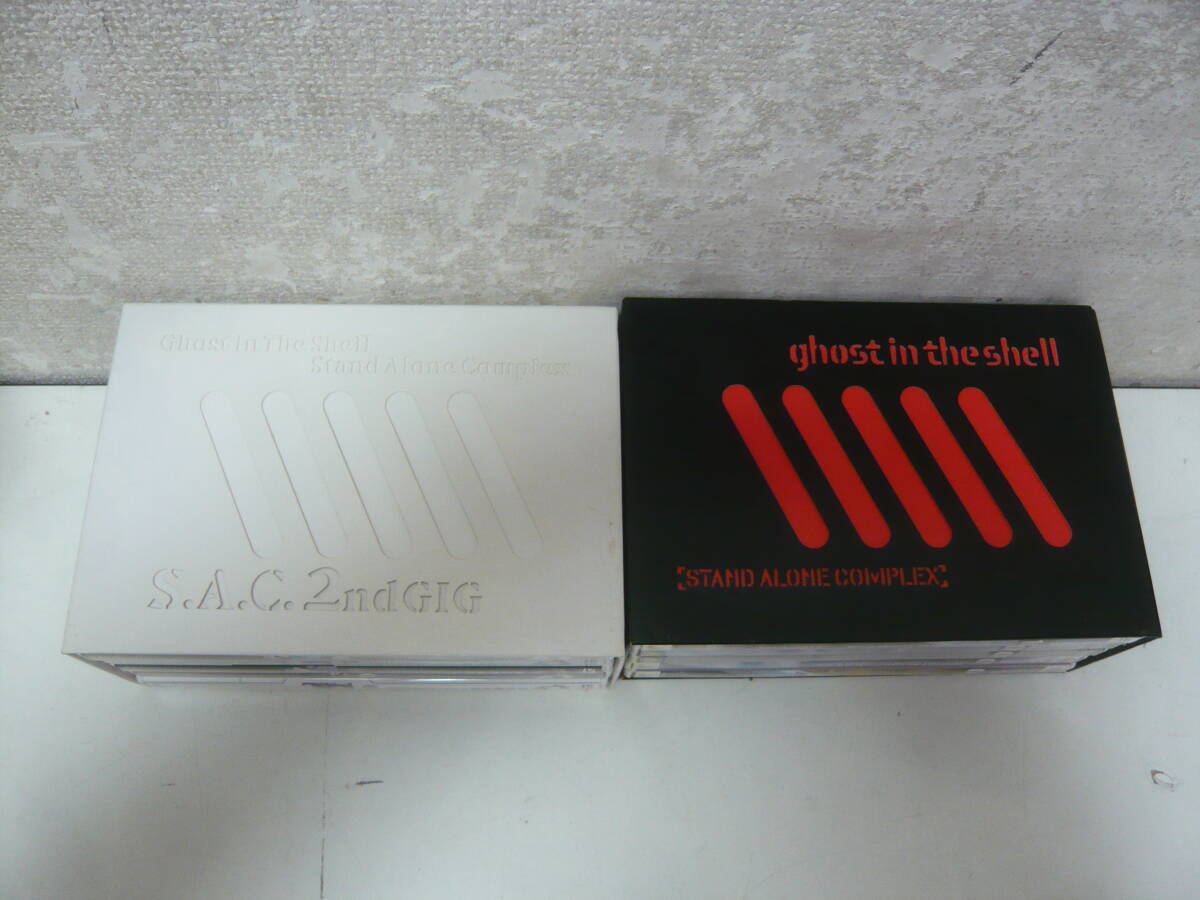 Ghost In The Shell
Stand Alone Complex
S.A.C. 2nd GIG
ghost in the shell
[STAND ALONE COMPLEX]